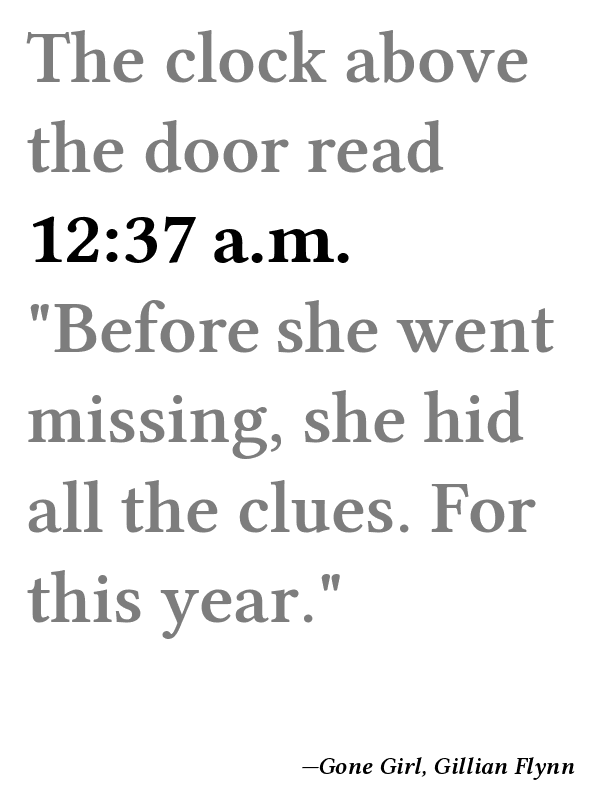 The clock above
the door read
12:37 a.m.
"Before she went
missing, she hid
all the clues. For
this year."
—Gone Girl, Gillian Flynn